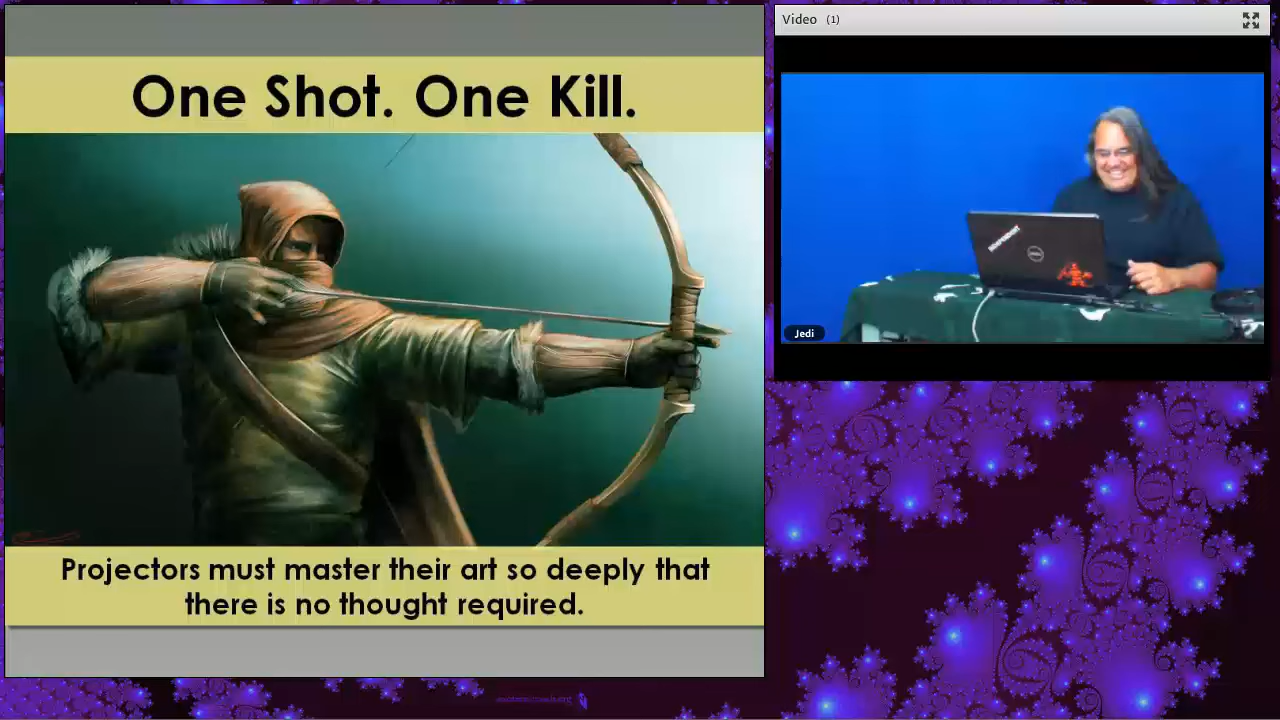 One Shot. One Kill.
Projectors must master their art so deeply that
there is no thought required.
Video (1)
Jedi